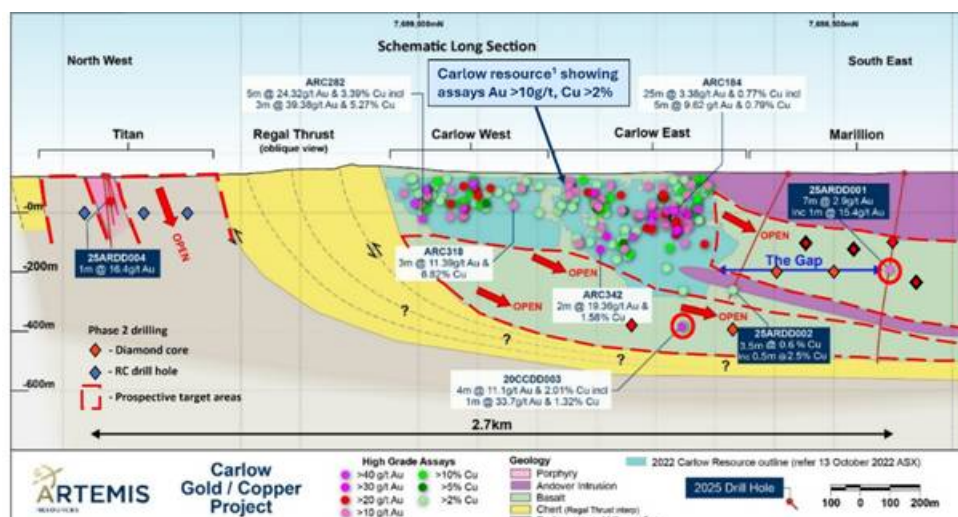 7,689,000mN
7,688,500mN
Schematic Long Section
North West
South East
ARC282
5m @ 24.32g/t Au & 3.39% Cu incl
3m @ 39.38g/t Au & 5.27% Cu
Carlow resource¹ showing
assays Au >10g/t, Cu >2%
ARC184
25m @ 3.38g/t Au & 0.77% Cu incl
5m @ 9.62 g/t Au & 0.79% Cu
Titan
Regal Thrust
(oblique view)
Carlow West
Carlow East
Marillion
25ARDD001
7m @ 2.9g/t Au
inc 1m @ 15.4g/t Au
-0m
OPEN
25ARDD004
1m @ 16.4g/t Au
ARC318
3m @ 11.39g/t Au &
6.82% Cu
OPEN
OPEN
The Gap
-200m
ARC342
2m @ 19.36g/t Au &
1.56% Cu
OPEN
OPEN
25ARDD002
3.5m @ 0.6 % Cu
inc 0.5m @ 2.5% Cu
-400m
? ? ? ? ?
Phase 2 drilling
- Diamond core
- RC drill hole
- Prospective target areas
20CCDD003
4m @ 11.1g/t Au & 2.01% Cu incl
1m @ 33.7g/t Au & 1.32% Cu
-600m
2.7km
ARTEMIS
RESOURCES
Carlow
Gold / Copper
Project
High Grade Assays
>40 g/t Au
>30 g/t Au
>20 g/t Au
>10 g/t Au
>10% Cu
>5% Cu
>2% Cu
Geology
Porphyry
Andover Intrusion
Basalt
Chert (Regal Thrust interp)
2022 Carlow Resource outline (refer 13 October 2022 ASX)
2025 Drill Hole
100 0 100 200m